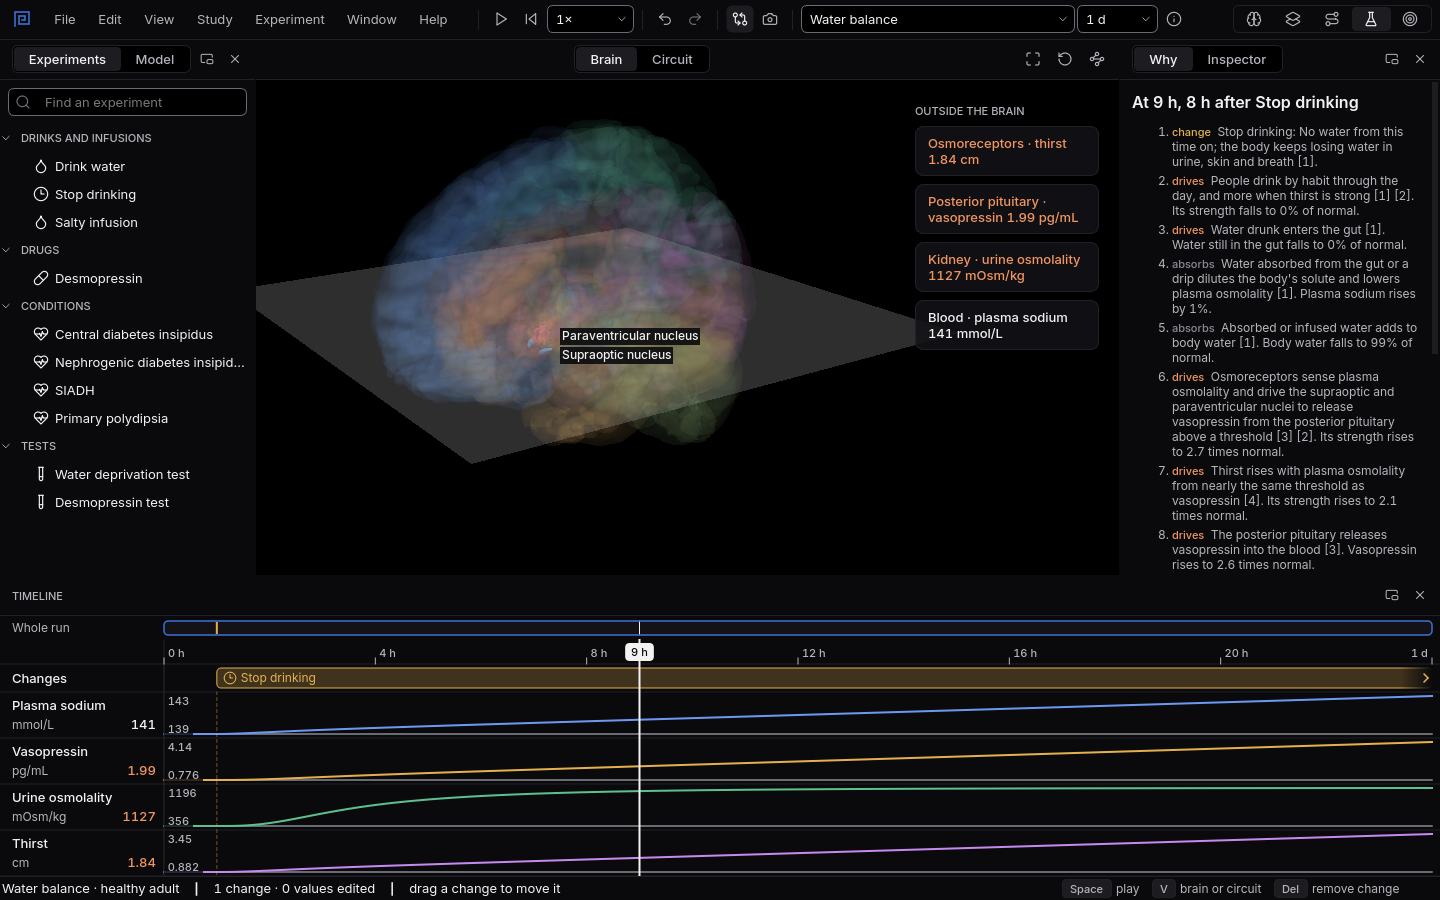 File Edit View Study Experiment Window Help
1×
Water balance
1 d
Experiments Model
Brain Circuit
Why Inspector
Find an experiment
DRINKS AND INFUSIONS
Drink water
Stop drinking
Salty infusion
DRUGS
Desmopressin
CONDITIONS
Central diabetes insipidus
Nephrogenic diabetes insipid...
SIADH
Primary polydipsia
TESTS
Water deprivation test
Desmopressin test
Paraventricular nucleus
Supraoptic nucleus
OUTSIDE THE BRAIN
Osmoreceptors · thirst
1.84 cm
Posterior pituitary ·
vasopressin 1.99 pg/mL
Kidney · urine osmolality
1127 mOsm/kg
Blood · plasma sodium
141 mmol/L
At 9 h, 8 h after Stop drinking
1. change Stop drinking: No water from this
time on; the body keeps losing water in
urine, skin and breath [1].
2. drives People drink by habit through the
day, and more when thirst is strong [1] [2].
Its strength falls to 0% of normal.
3. drives Water drunk enters the gut [1].
Water still in the gut falls to 0% of normal.
4. absorbs Water absorbed from the gut or a
drip dilutes the body's solute and lowers
plasma osmolality [1]. Plasma sodium rises
by 1%.
5. absorbs Absorbed or infused water adds to
body water [1]. Body water falls to 99% of
normal.
6. drives Osmoreceptors sense plasma
osmolality and drive the supraoptic and
paraventricular nuclei to release
vasopressin from the posterior pituitary
above a threshold [3] [2]. Its strength rises
to 2.7 times normal.
7. drives Thirst rises with plasma osmolality
from nearly the same threshold as
vasopressin [4]. Its strength rises to 2.1
times normal.
8. drives The posterior pituitary releases
vasopressin into the blood [3]. Vasopressin
rises to 2.6 times normal.
TIMELINE
Whole run
0 h 4 h 8 h 9 h 12 h 16 h 20 h 1 d
Changes
Stop drinking
Plasma sodium
mmol/L 141
143
139
Vasopressin
pg/mL 1.99
4.14
0.776
Urine osmolality
mOsm/kg 1127
1196
356
Thirst
cm 1.84
3.45
0.882
Water balance · healthy adult | 1 change · 0 values edited | drag a change to move it
Space play V brain or circuit Del remove change